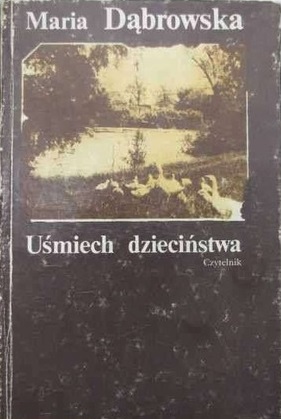 Maria Dąbrowska
Uśmiech dzieciństwa
Czytelnik